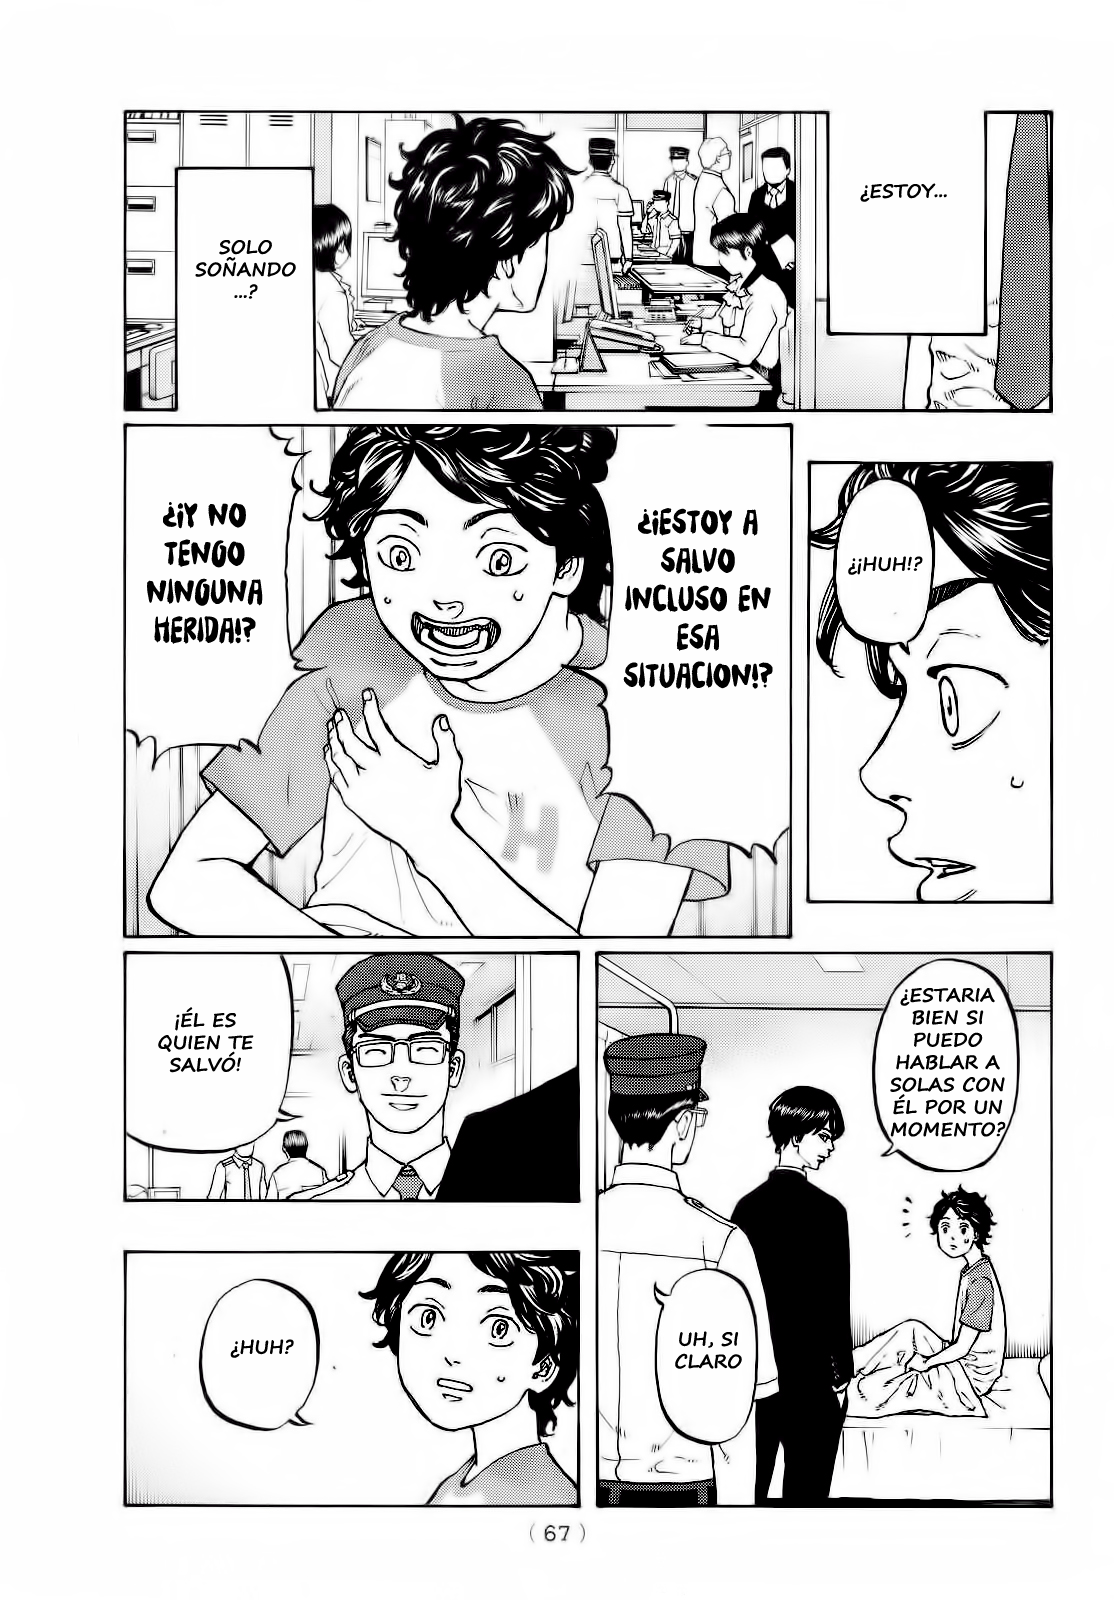 ¿ESTOY...
SOLO
SOÑANDO
...?
¿¡HUH!?
¿¡ESTOY A
SALVO
INCLUSO EN
ESA
SITUACION!?
¿¡Y NO
TENGO
NINGUNA
HERIDA!?
H
¿ESTARIA
BIEN SI
PUEDO
HABLAR A
SOLAS CON
ÉL POR UN
MOMENTO?
UH, SI
CLARO
¡ÉL ES
QUIEN TE
SALVÓ!
¿HUH?
(67)